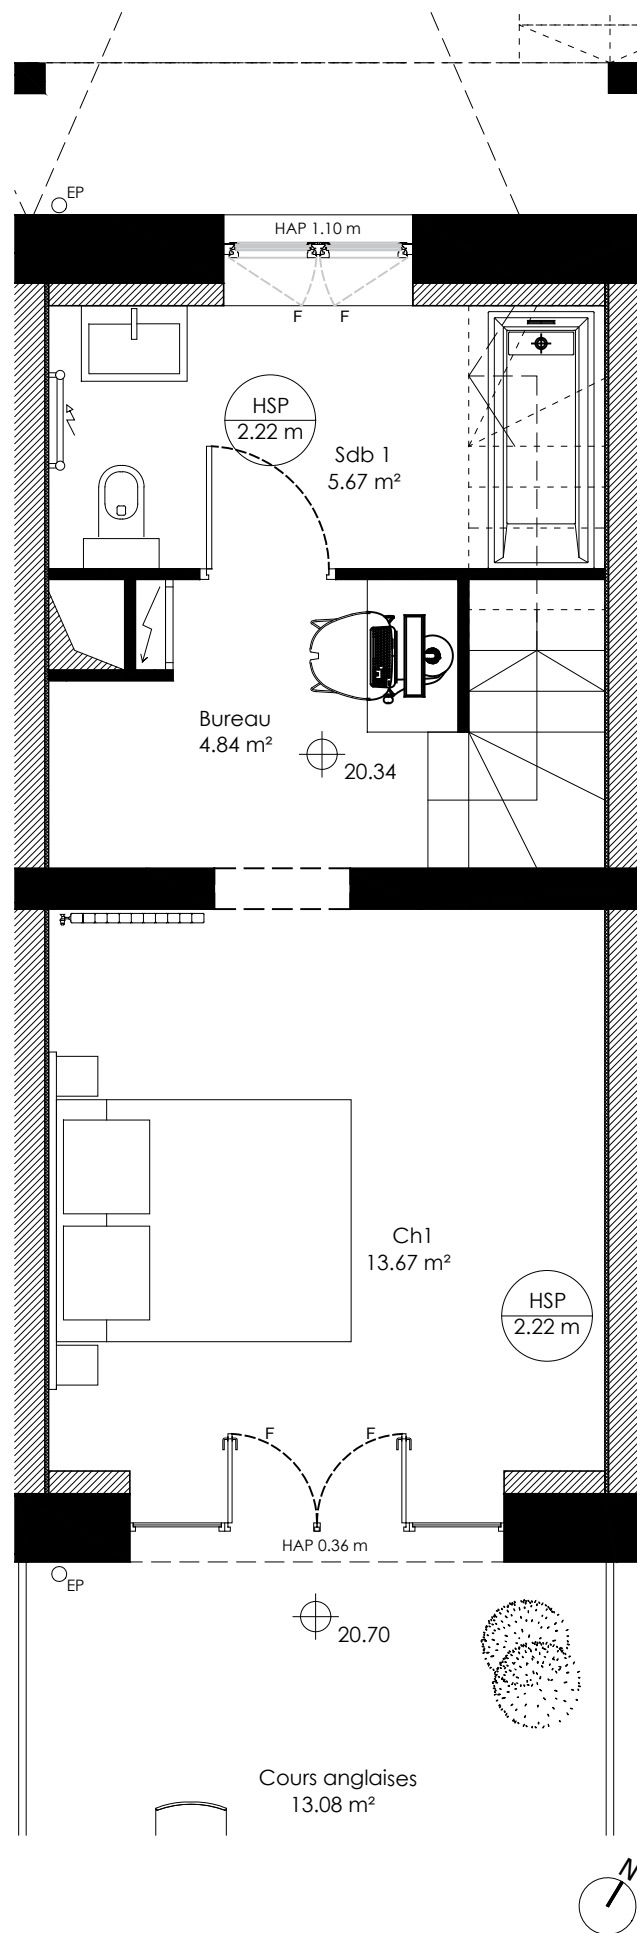 EP
HAP 1.10 m
F
F
HSP
2.22 m
Sdb 1
5.67 m²
Bureau
4.84 m²
20.34
Ch1
13.67 m²
HSP
2.22 m
F
F
HAP 0.36 m
EP
20.70
Cours anglaises
13.08 m²
N